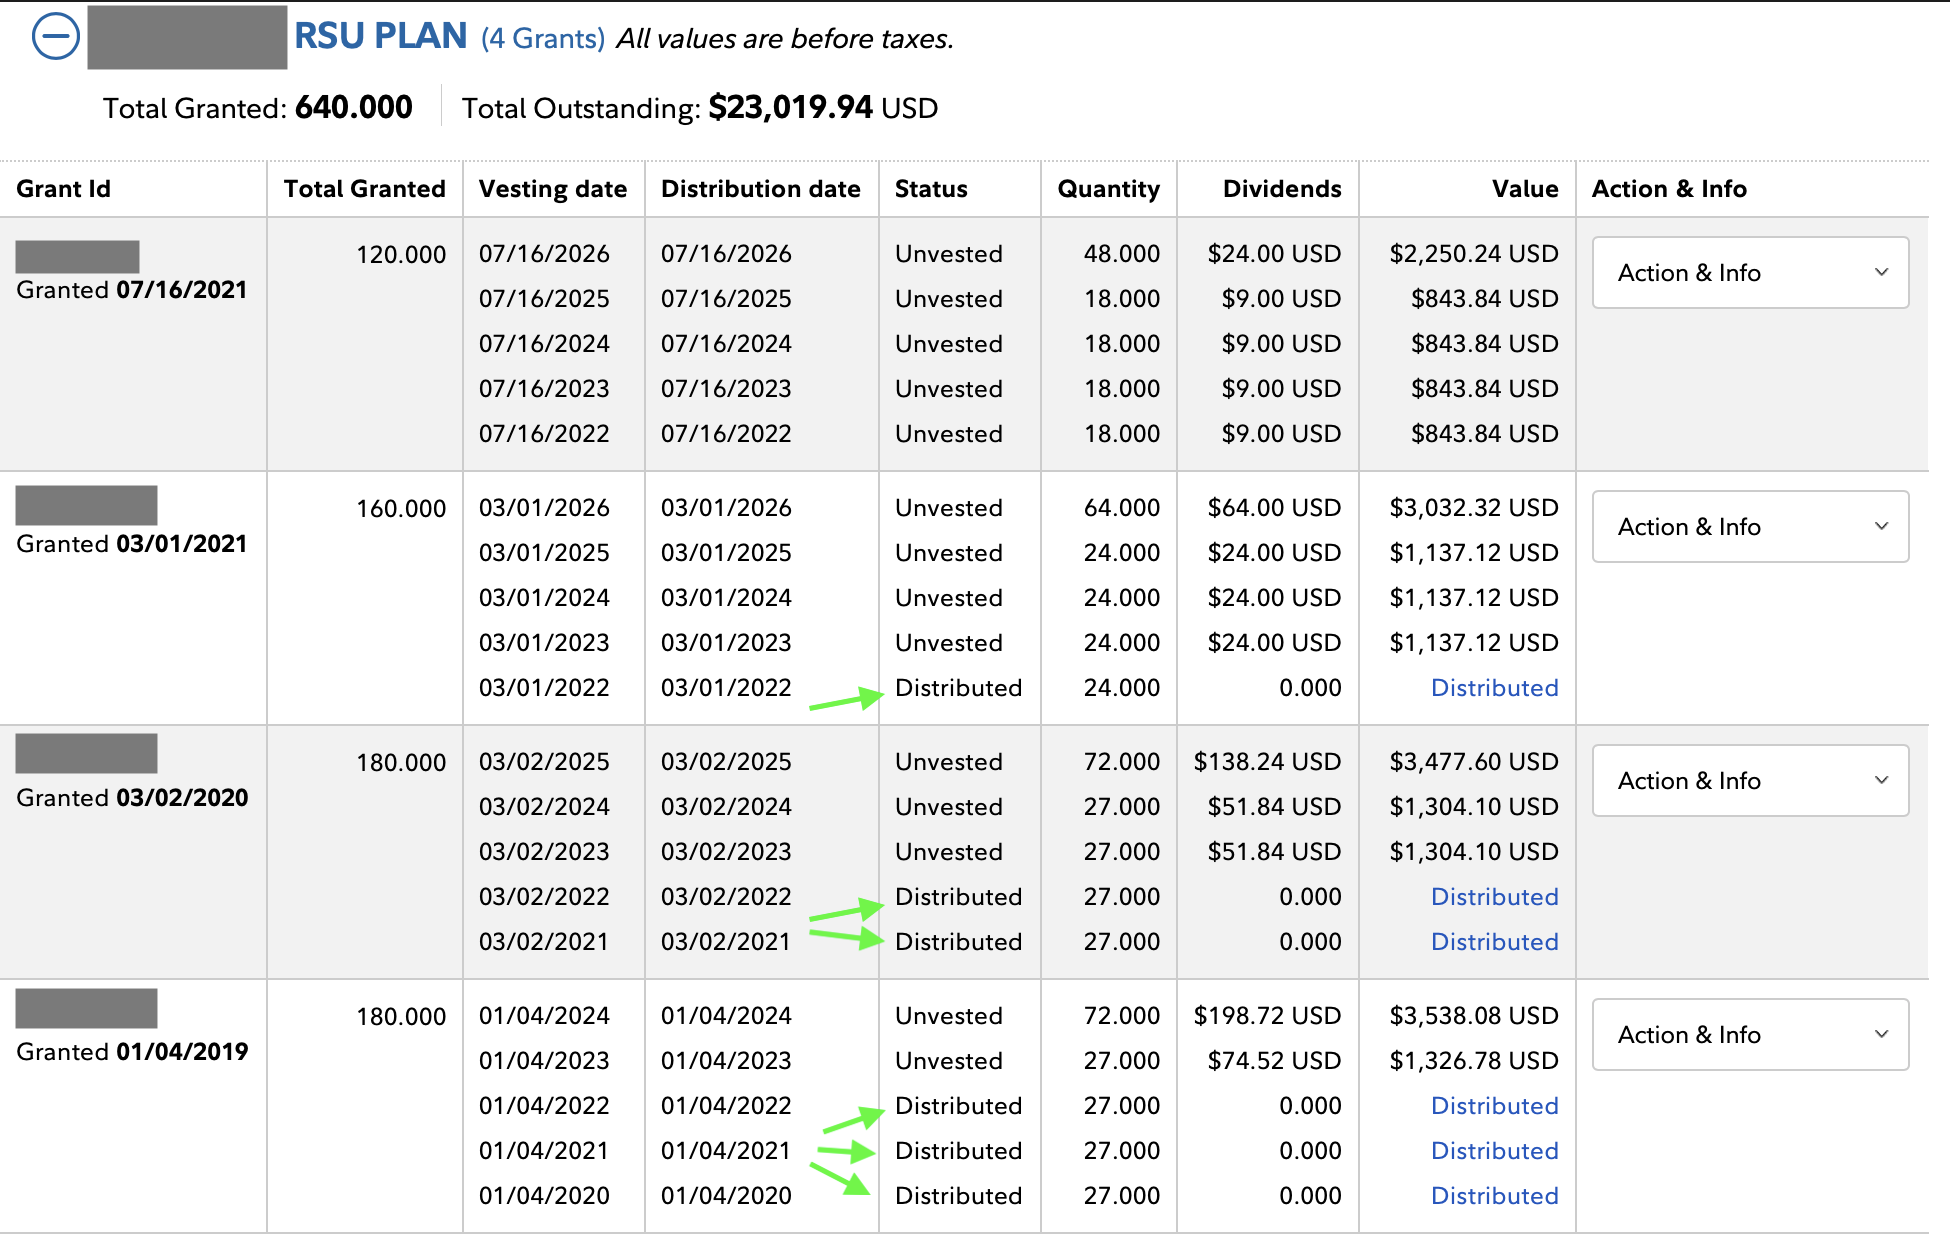 RSU PLAN (4 Grants) All values are before taxes.
Total Granted: 640.000 Total Outstanding: $23,019.94 USD
Grant Id Total Granted Vesting date Distribution date Status Quantity Dividends Value Action & Info
120.000 07/16/2026 07/16/2026 Unvested 48.000 $24.00 USD $2,250.24 USD Action & Info
Granted 07/16/2021
07/16/2025 07/16/2025 Unvested 18.000 $9.00 USD $843.84 USD
07/16/2024 07/16/2024 Unvested 18.000 $9.00 USD $843.84 USD
07/16/2023 07/16/2023 Unvested 18.000 $9.00 USD $843.84 USD
07/16/2022 07/16/2022 Unvested 18.000 $9.00 USD $843.84 USD
160.000 03/01/2026 03/01/2026 Unvested 64.000 $64.00 USD $3,032.32 USD Action & Info
Granted 03/01/2021
03/01/2025 03/01/2025 Unvested 24.000 $24.00 USD $1,137.12 USD
03/01/2024 03/01/2024 Unvested 24.000 $24.00 USD $1,137.12 USD
03/01/2023 03/01/2023 Unvested 24.000 $24.00 USD $1,137.12 USD
03/01/2022 03/01/2022 Distributed 24.000 0.000 Distributed
180.000 03/02/2025 03/02/2025 Unvested 72.000 $138.24 USD $3,477.60 USD Action & Info
Granted 03/02/2020
03/02/2024 03/02/2024 Unvested 27.000 $51.84 USD $1,304.10 USD
03/02/2023 03/02/2023 Unvested 27.000 $51.84 USD $1,304.10 USD
03/02/2022 03/02/2022 Distributed 27.000 0.000 Distributed
03/02/2021 03/02/2021 Distributed 27.000 0.000 Distributed
180.000 01/04/2024 01/04/2024 Unvested 72.000 $198.72 USD $3,538.08 USD Action & Info
Granted 01/04/2019
01/04/2023 01/04/2023 Unvested 27.000 $74.52 USD $1,326.78 USD
01/04/2022 01/04/2022 Distributed 27.000 0.000 Distributed
01/04/2021 01/04/2021 Distributed 27.000 0.000 Distributed
01/04/2020 01/04/2020 Distributed 27.000 0.000 Distributed